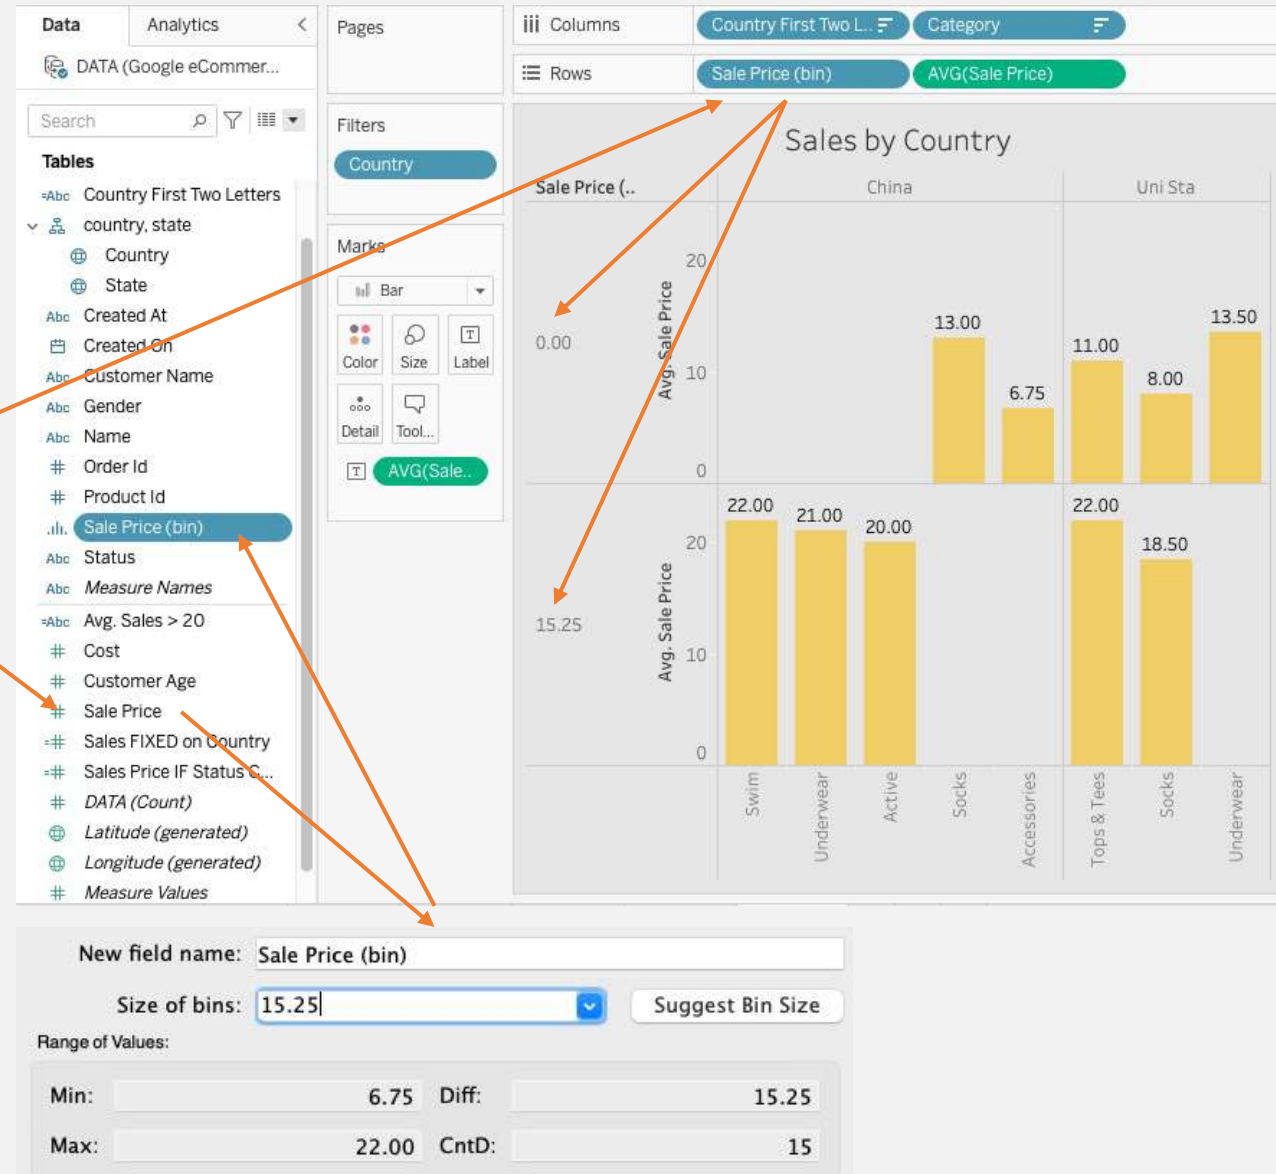 Data
Analytics
DATA (Google eCommer...
Search
Tables
Country First Two Letters
country, state
Country
State
Created At
Created On
Customer Name
Gender
Name
Order Id
Product Id
Sale Price (bin)
Status
Measure Names
Avg. Sales > 20
Cost
Customer Age
Sale Price
Sales FIXED on Country
Sales Price IF Status C...
DATA (Count)
Latitude (generated)
Longitude (generated)
Measure Values
Pages
Filters
Country
Marks
Bar
Color
Size
Label
Detail
Tool...
AVG(Sale..
Columns
Country First Two L..
Category
Rows
Sale Price (bin)
AVG(Sale Price)
Sales by Country
Sale Price (..
China
Uni Sta
0.00
Avg. Sale Price
20
10
0
13.00
6.75
11.00
8.00
13.50
15.25
Avg. Sale Price
20
10
0
22.00
21.00
20.00
22.00
18.50
Swim
Underwear
Active
Socks
Accessories
Tops & Tees
Socks
Underwear
New field name: Sale Price (bin)
Size of bins: 15.25
Suggest Bin Size
Range of Values:
Min: 6.75 Diff: 15.25
Max: 22.00 CntD: 15